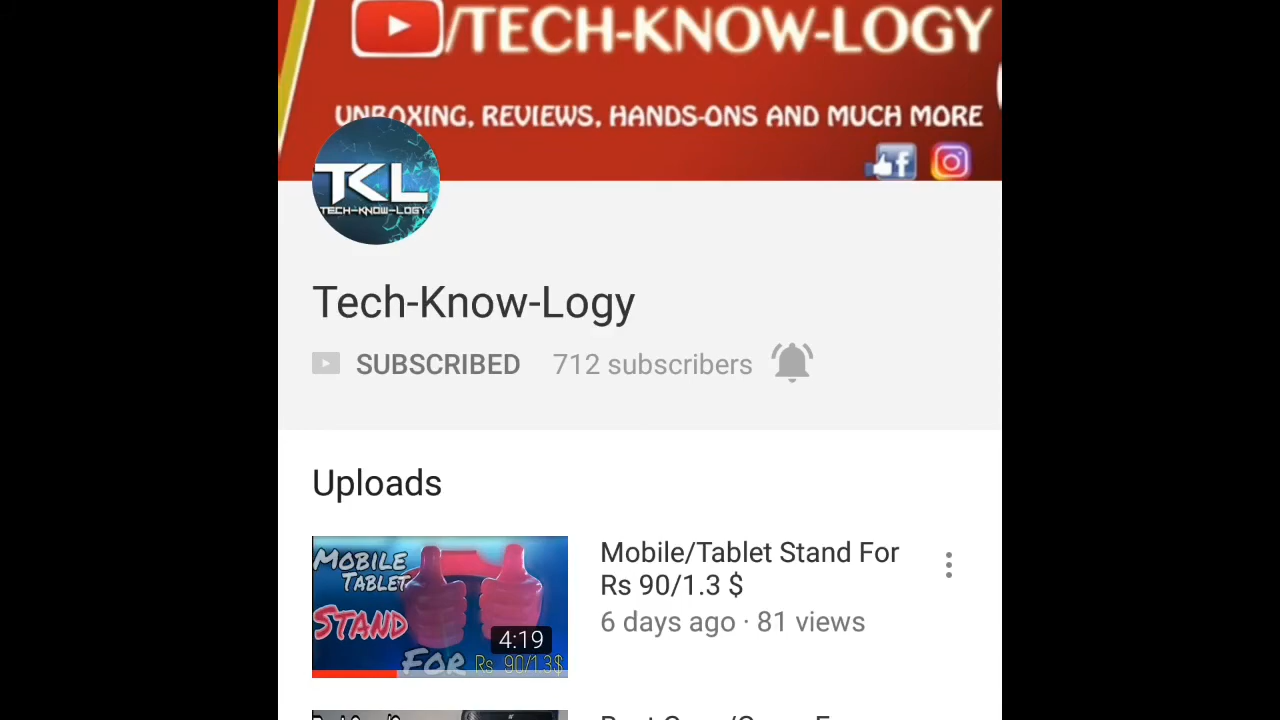 /TECH-KNOW-LOGY
UNBOXING, REVIEWS, HANDS-ONS AND MUCH MORE
f
TKL
TECH-KNOW-LOGY
Tech-Know-Logy
SUBSCRIBED 712 subscribers
Uploads
MOBILE
TABLET
STAND
FOR Rs 90/1.3$
4:19
Mobile/Tablet Stand For
Rs 90/1.3 $
6 days ago · 81 views